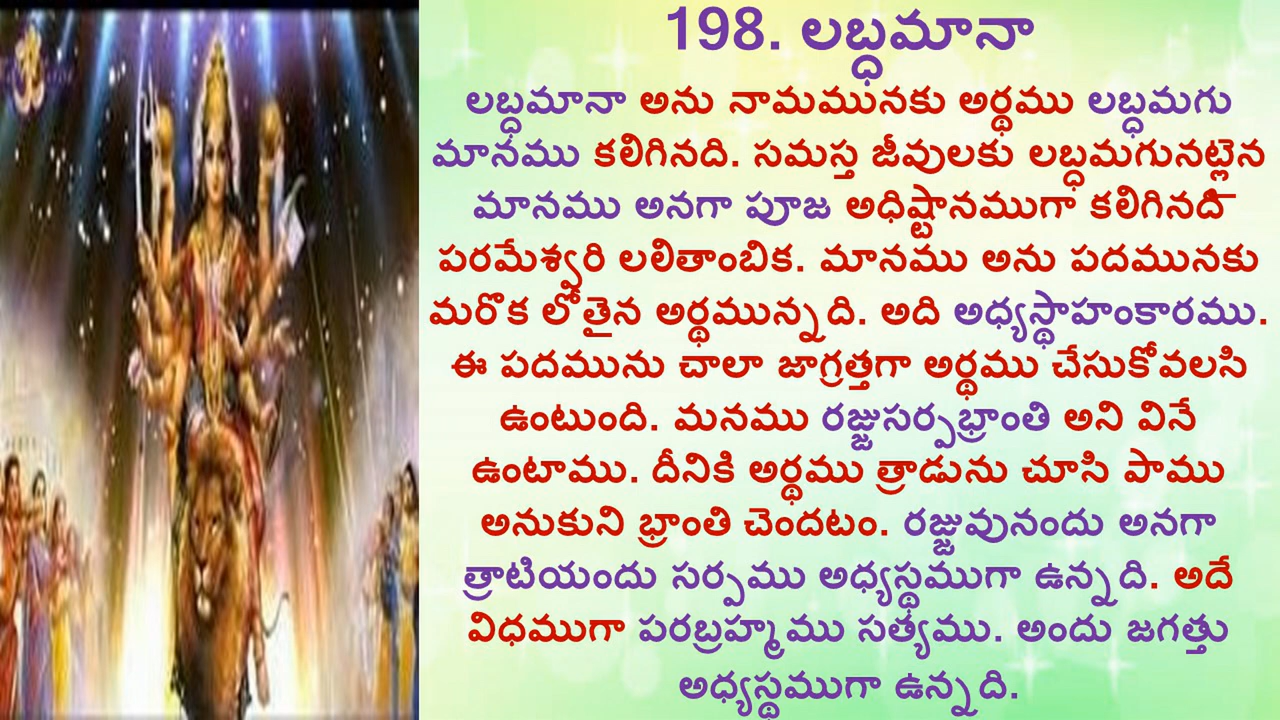 198. లబ్ధమానా
లబ్ధమానా అను నామమునకు అర్థము లబ్ధమగు
మానము కలిగినది. సమస్త జీవులకు లబ్ధమగునట్లైన
మానము అనగా పూజ అధిష్టానముగా కలిగినది
పరమేశ్వరి లలితాంబిక. మానము అను పదమునకు
మరొక లోతైన అర్థమున్నది. అది అధ్యస్థాహంకారము.
ఈ పదమును చాలా జాగ్రత్తగా అర్థము చేసుకోవలసి
ఉంటుంది. మనము రజ్జుసర్పభ్రాంతి అని వినే
ఉంటాము. దీనికి అర్థము త్రాడును చూసి పాము
అనుకుని భ్రాంతి చెందటం. రజ్జువునందు అనగా
త్రాటియందు సర్పము అధ్యస్థముగా ఉన్నది. అదే
విధముగా పరబ్రహ్మము సత్యము. అందు జగత్తు
అధ్యస్థముగా ఉన్నది.